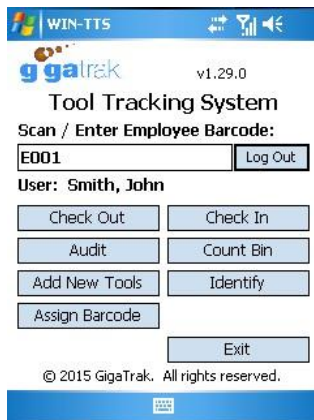 WIN-TTS
gigatrak
v1.29.0
Tool Tracking System
Scan / Enter Employee Barcode:
E001 Log Out
User: Smith, John
Check Out Check In
Audit Count Bin
Add New Tools Identify
Assign Barcode
Exit
© 2015 GigaTrak. All rights reserved.